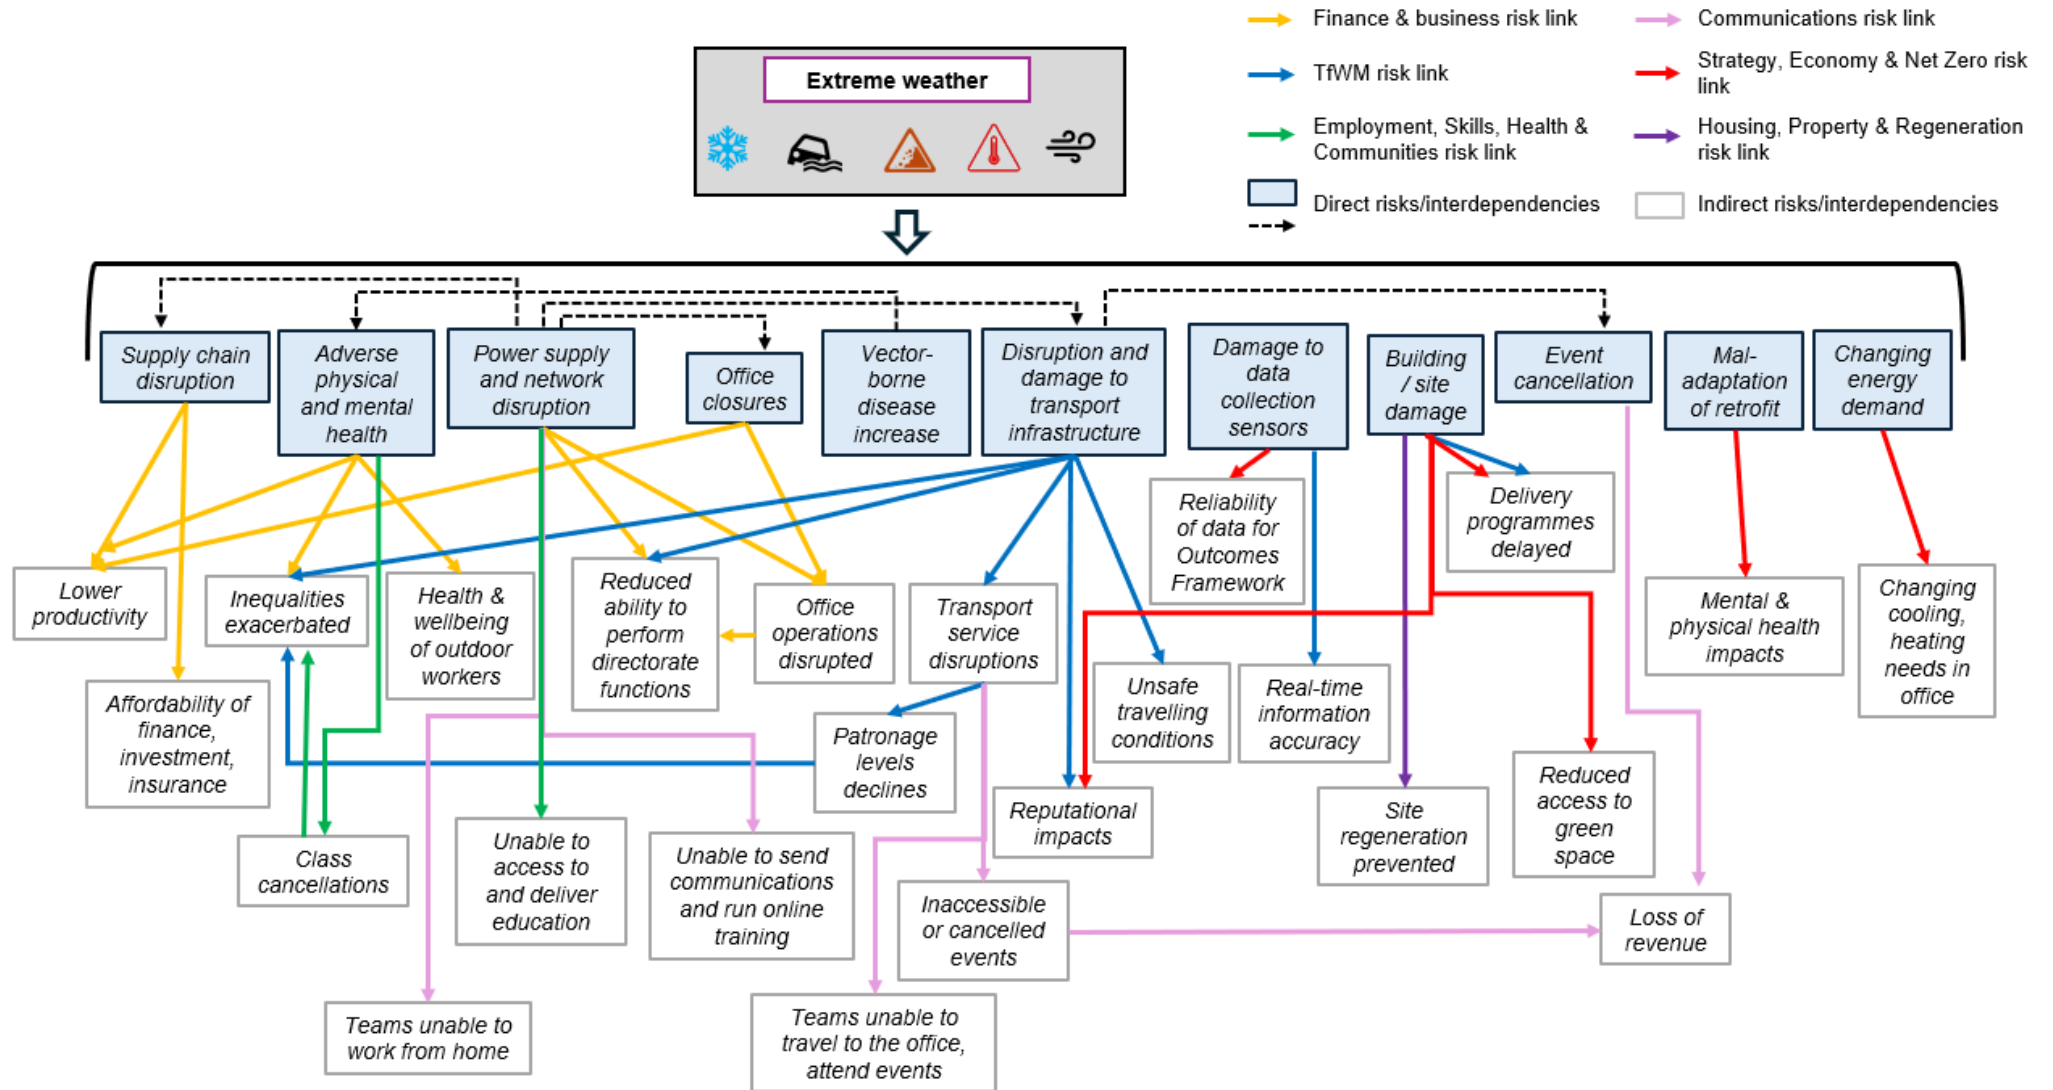 Finance & business risk link
Communications risk link
Extreme weather
TfWM risk link
Strategy, Economy & Net Zero risk
link
Employment, Skills, Health &
Communities risk link
Housing, Property & Regeneration
risk link
Direct risks/interdependencies
Indirect risks/interdependencies
Supply chain
disruption
Adverse
physical
and mental
health
Power supply
and network
disruption
Office
closures
Vector-
borne
disease
increase
Disruption and
damage to
transport
infrastructure
Damage to
data
collection
sensors
Building
/ site
damage
Event
cancellation
Mal-
adaptation
of retrofit
Changing
energy
demand
Lower
productivity
Inequalities
exacerbated
Health &
wellbeing
of outdoor
workers
Reduced
ability to
perform
directorate
functions
Office
operations
disrupted
Transport
service
disruptions
Reliability
of data for
Outcomes
Framework
Delivery
programmes
delayed
Mental &
physical health
impacts
Changing
cooling,
heating
needs in
office
Affordability of
finance,
investment,
insurance
Patronage
levels
declines
Unsafe
travelling
conditions
Real-time
information
accuracy
Class
cancellations
Unable to
access to
and deliver
education
Unable to send
communications
and run online
training
Reputational
impacts
Site
regeneration
prevented
Reduced
access to
green
space
Inaccessible
or cancelled
events
Loss of
revenue
Teams unable to
work from home
Teams unable to
travel to the office,
attend events